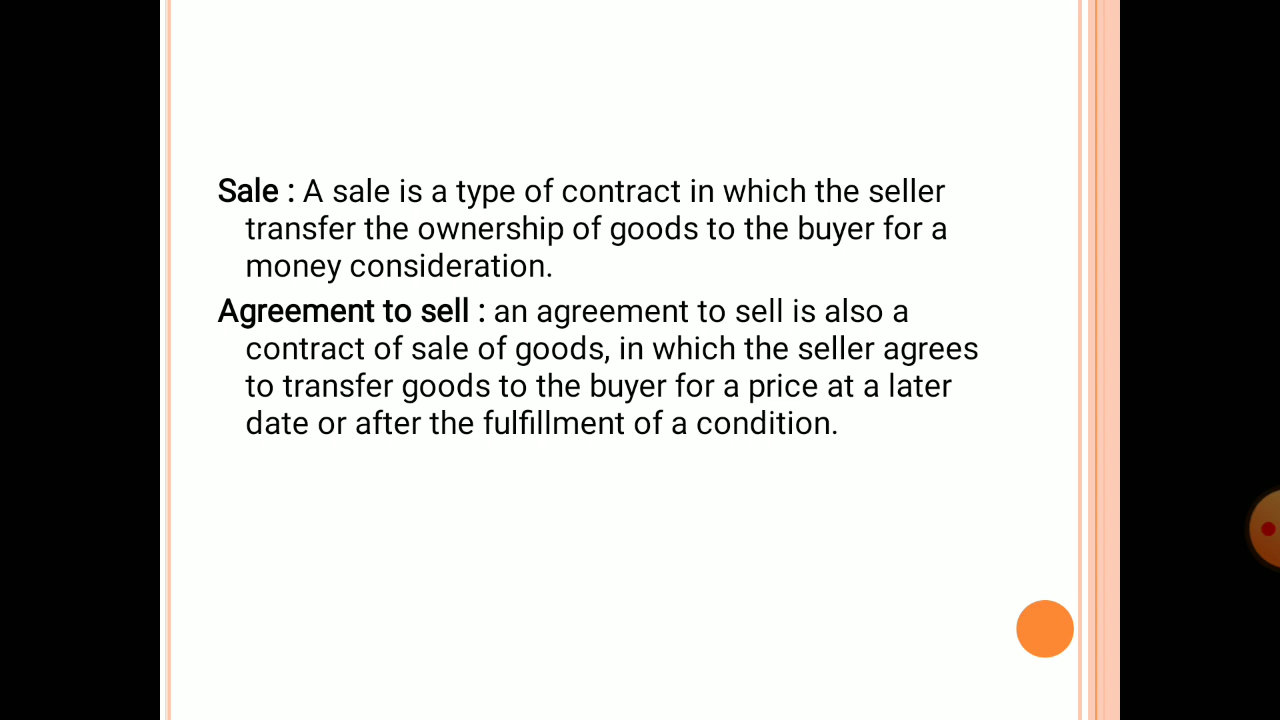 Sale : A sale is a type of contract in which the seller
transfer the ownership of goods to the buyer for a
money consideration.
Agreement to sell : an agreement to sell is also a
contract of sale of goods, in which the seller agrees
to transfer goods to the buyer for a price at a later
date or after the fulfillment of a condition.